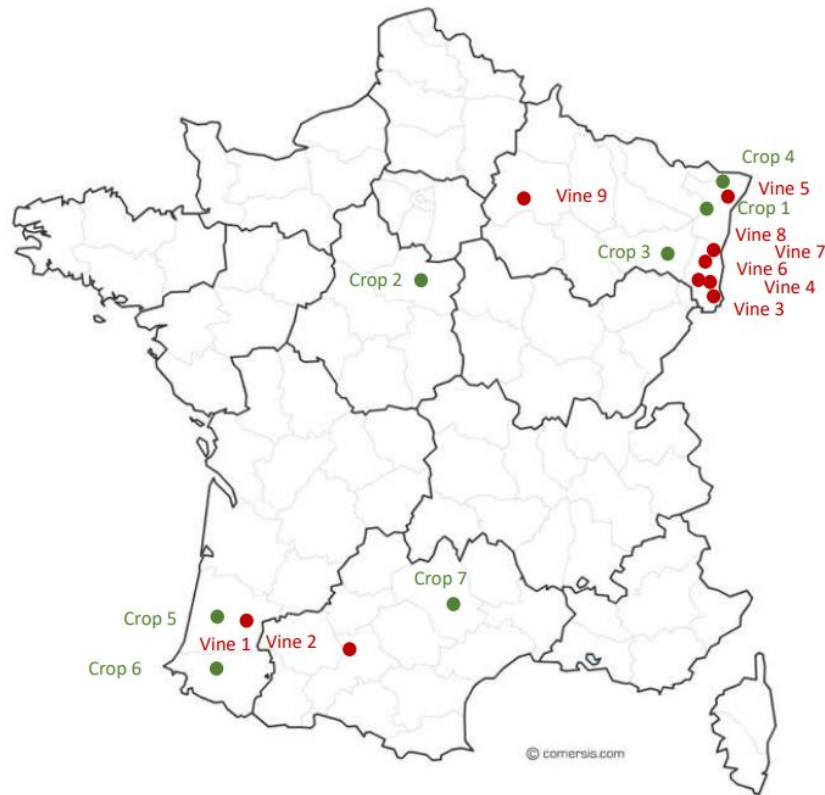 Crop 4
Vine 5
Vine 9
Crop 1
Vine 8
Crop 3
Vine 7
Vine 6
Crop 2
Vine 4
Vine 3
Crop 7
Crop 5
Vine 1
Vine 2
Crop 6
© comersis.com